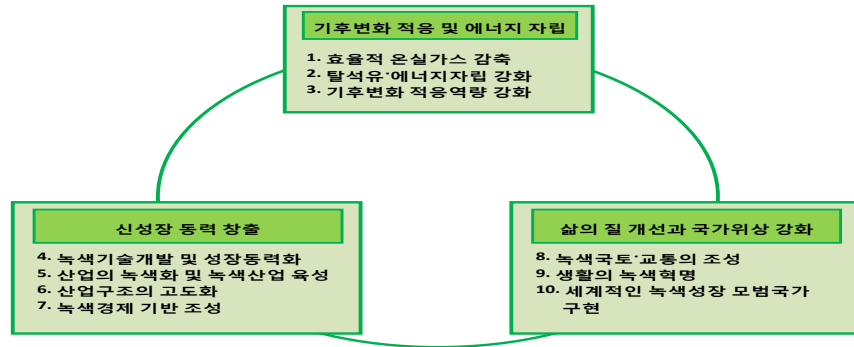 기후변화 적응 및 에너지 자립
1. 효율적 온실가스 감축
2. 탈석유·에너지자립 강화
3. 기후변화 적응역량 강화
신성장 동력 창출
4. 녹색기술개발 및 성장동력화
5. 산업의 녹색화 및 녹색산업 육성
6. 산업구조의 고도화
7. 녹색경제 기반 조성
삶의 질 개선과 국가위상 강화
8. 녹색국토·교통의 조성
9. 생활의 녹색혁명
10. 세계적인 녹색성장 모범국가
구현